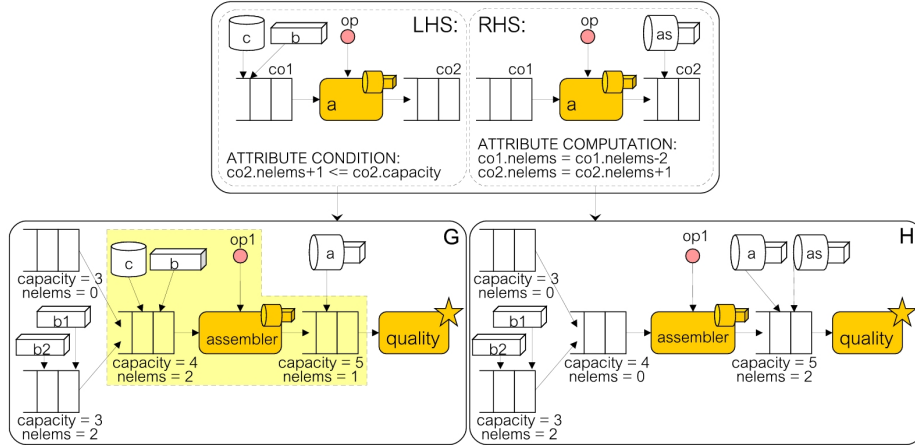 op
LHS:
RHS:
op
as
c
b
co1
co2
co1
co2
a
a
ATTRIBUTE CONDITION:
co2.nelems+1 <= co2.capacity
ATTRIBUTE COMPUTATION:
co1.nelems = co1.nelems-2
co2.nelems = co2.nelems+1
G
op1
a
c
b
capacity = 3
nelems = 0
b1
b2
assembler
quality
capacity = 4
nelems = 2
capacity = 5
nelems = 1
capacity = 3
nelems = 2
H
op1
a
as
capacity = 3
nelems = 0
b1
b2
assembler
quality
capacity = 4
nelems = 0
capacity = 5
nelems = 2
capacity = 3
nelems = 2